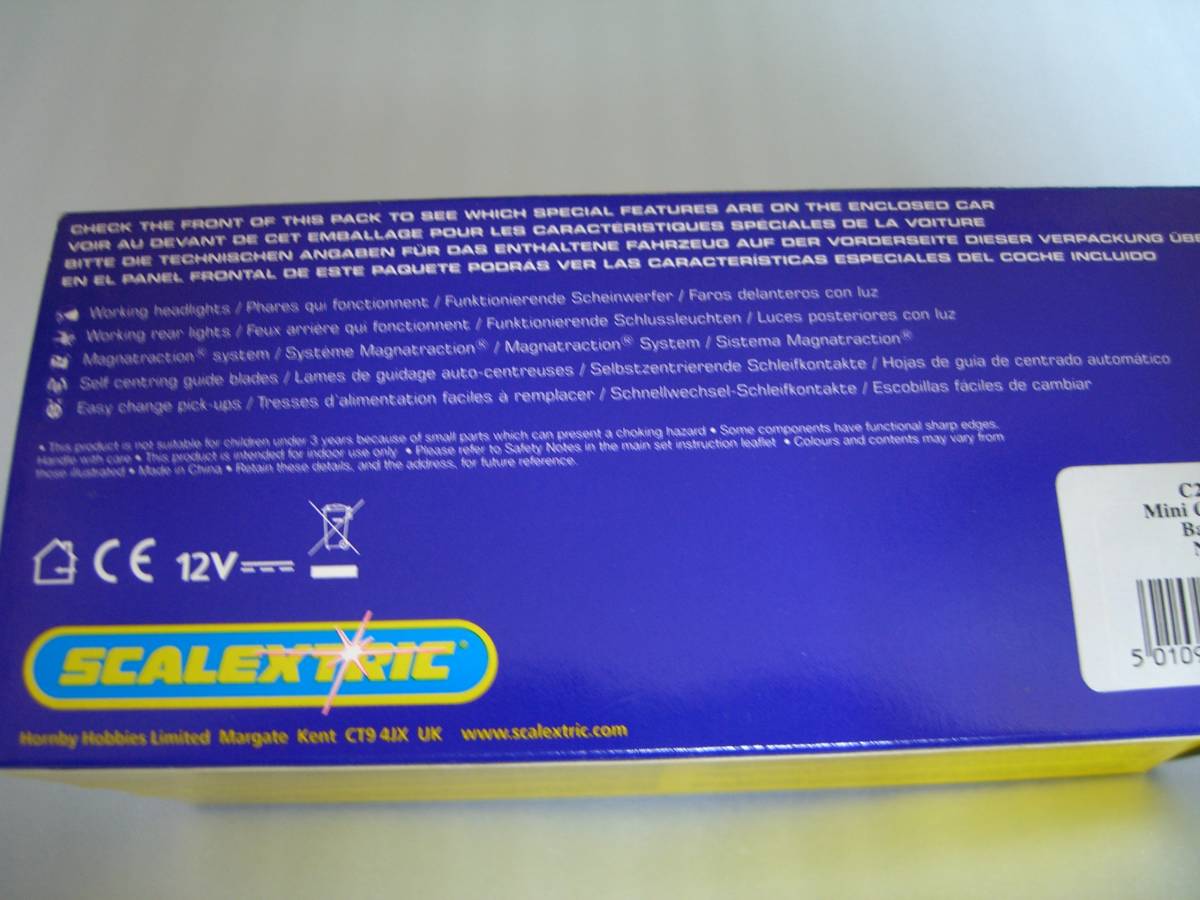 CHECK THE FRONT OF THIS PACK TO SEE WHICH SPECIAL FEATURES ARE ON THE ENCLOSED CAR
VOIR AU DEVANT DE CET EMBALLAGE POUR LES CARACTERISTIQUES SPÉCIALES DE LA VOITURE
BITTE DIE TECHNISCHEN ANGABEN FÜR DAS ENTHALTENE FAHRZEUG AUF DER VORDERSEITE DIESER VERPACKUNG ÜBE
EN EL PANEL FRONTAL DE ESTE PAQUETE PODRÁS VER LAS CARACTERÍSTICAS ESPECIALES DEL COCHE INCLUIDO
Working headlights / Phares qui fonctionnent / Funktionierende Scheinwerfer / Faros delanteros con luz
Working rear lights / Feux arrière qui fonctionnent / Funktionierende Schlussleuchten / Luces posteriores con luz
Magnatraction® system / Système Magnatraction® / Magnatraction® System / Sistema Magnatraction®
Self centring guide blades / Lames de guidage auto-centreuses / Selbstzentrierende Schleifkontakte / Hojas de guía de centrado automático
Easy change pick-ups / Tresses d'alimentation faciles à remplacer / Schnellwechsel-Schleifkontakte / Escobillas fáciles de cambiar
• This product is not suitable for children under 3 years because of small parts which can present a choking hazard • Some components have functional sharp edges.
Handle with care • This product is intended for indoor use only • Please refer to Safety Notes in the main set instruction leaflet • Colours and contents may vary from
those illustrated • Made in China • Retain these details, and the address, for future reference.
C2
Mini C
Ba
N
CE 12V
5 0109
SCALEXTRIC
Hornby Hobbies Limited Margate Kent CT9 4JX UK www.scalextric.com